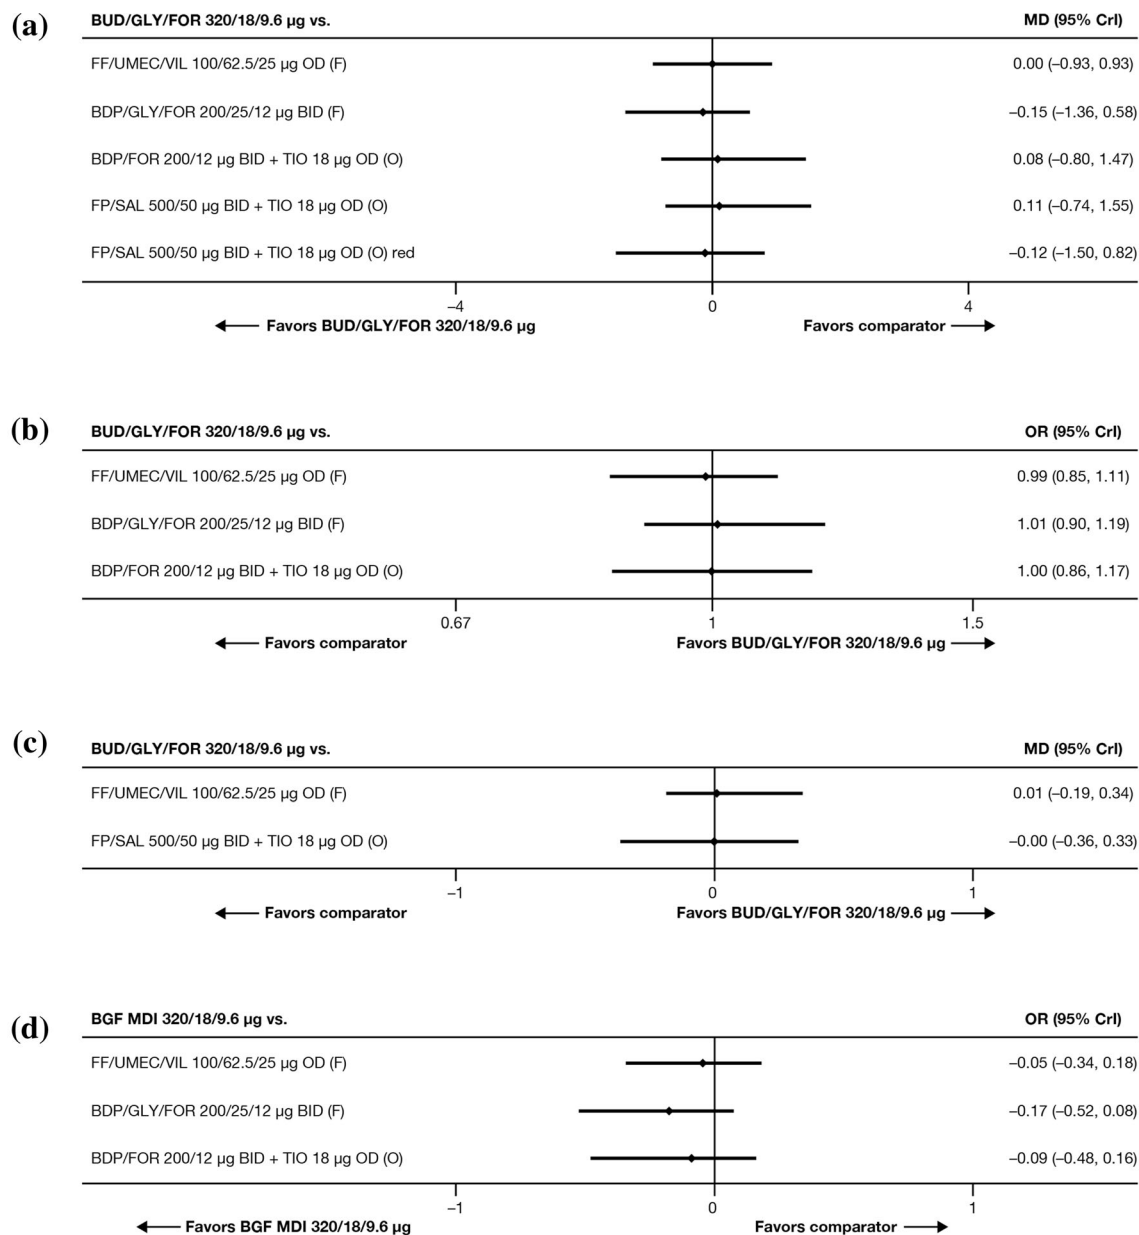 (a)
BUD/GLY/FOR 320/18/9.6 µg vs. MD (95% CrI)
FF/UMEC/VIL 100/62.5/25 µg OD (F) 0.00 (–0.93, 0.93)
BDP/GLY/FOR 200/25/12 µg BID (F) –0.15 (–1.36, 0.58)
BDP/FOR 200/12 µg BID + TIO 18 µg OD (O) 0.08 (–0.80, 1.47)
FP/SAL 500/50 µg BID + TIO 18 µg OD (O) 0.11 (–0.74, 1.55)
FP/SAL 500/50 µg BID + TIO 18 µg OD (O) red –0.12 (–1.50, 0.82)
–4 0 4
Favors BUD/GLY/FOR 320/18/9.6 µg Favors comparator
(b)
BUD/GLY/FOR 320/18/9.6 µg vs. OR (95% CrI)
FF/UMEC/VIL 100/62.5/25 µg OD (F) 0.99 (0.85, 1.11)
BDP/GLY/FOR 200/25/12 µg BID (F) 1.01 (0.90, 1.19)
BDP/FOR 200/12 µg BID + TIO 18 µg OD (O) 1.00 (0.86, 1.17)
0.67 1 1.5
Favors comparator Favors BUD/GLY/FOR 320/18/9.6 µg
(c)
BUD/GLY/FOR 320/18/9.6 µg vs. MD (95% CrI)
FF/UMEC/VIL 100/62.5/25 µg OD (F) 0.01 (–0.19, 0.34)
FP/SAL 500/50 µg BID + TIO 18 µg OD (O) –0.00 (–0.36, 0.33)
–1 0 1
Favors comparator Favors BUD/GLY/FOR 320/18/9.6 µg
(d)
BGF MDI 320/18/9.6 µg vs. OR (95% CrI)
FF/UMEC/VIL 100/62.5/25 µg OD (F) –0.05 (–0.34, 0.18)
BDP/GLY/FOR 200/25/12 µg BID (F) –0.17 (–0.52, 0.08)
BDP/FOR 200/12 µg BID + TIO 18 µg OD (O) –0.09 (–0.48, 0.16)
–1 0 1
Favors BGF MDI 320/18/9.6 µg Favors comparator